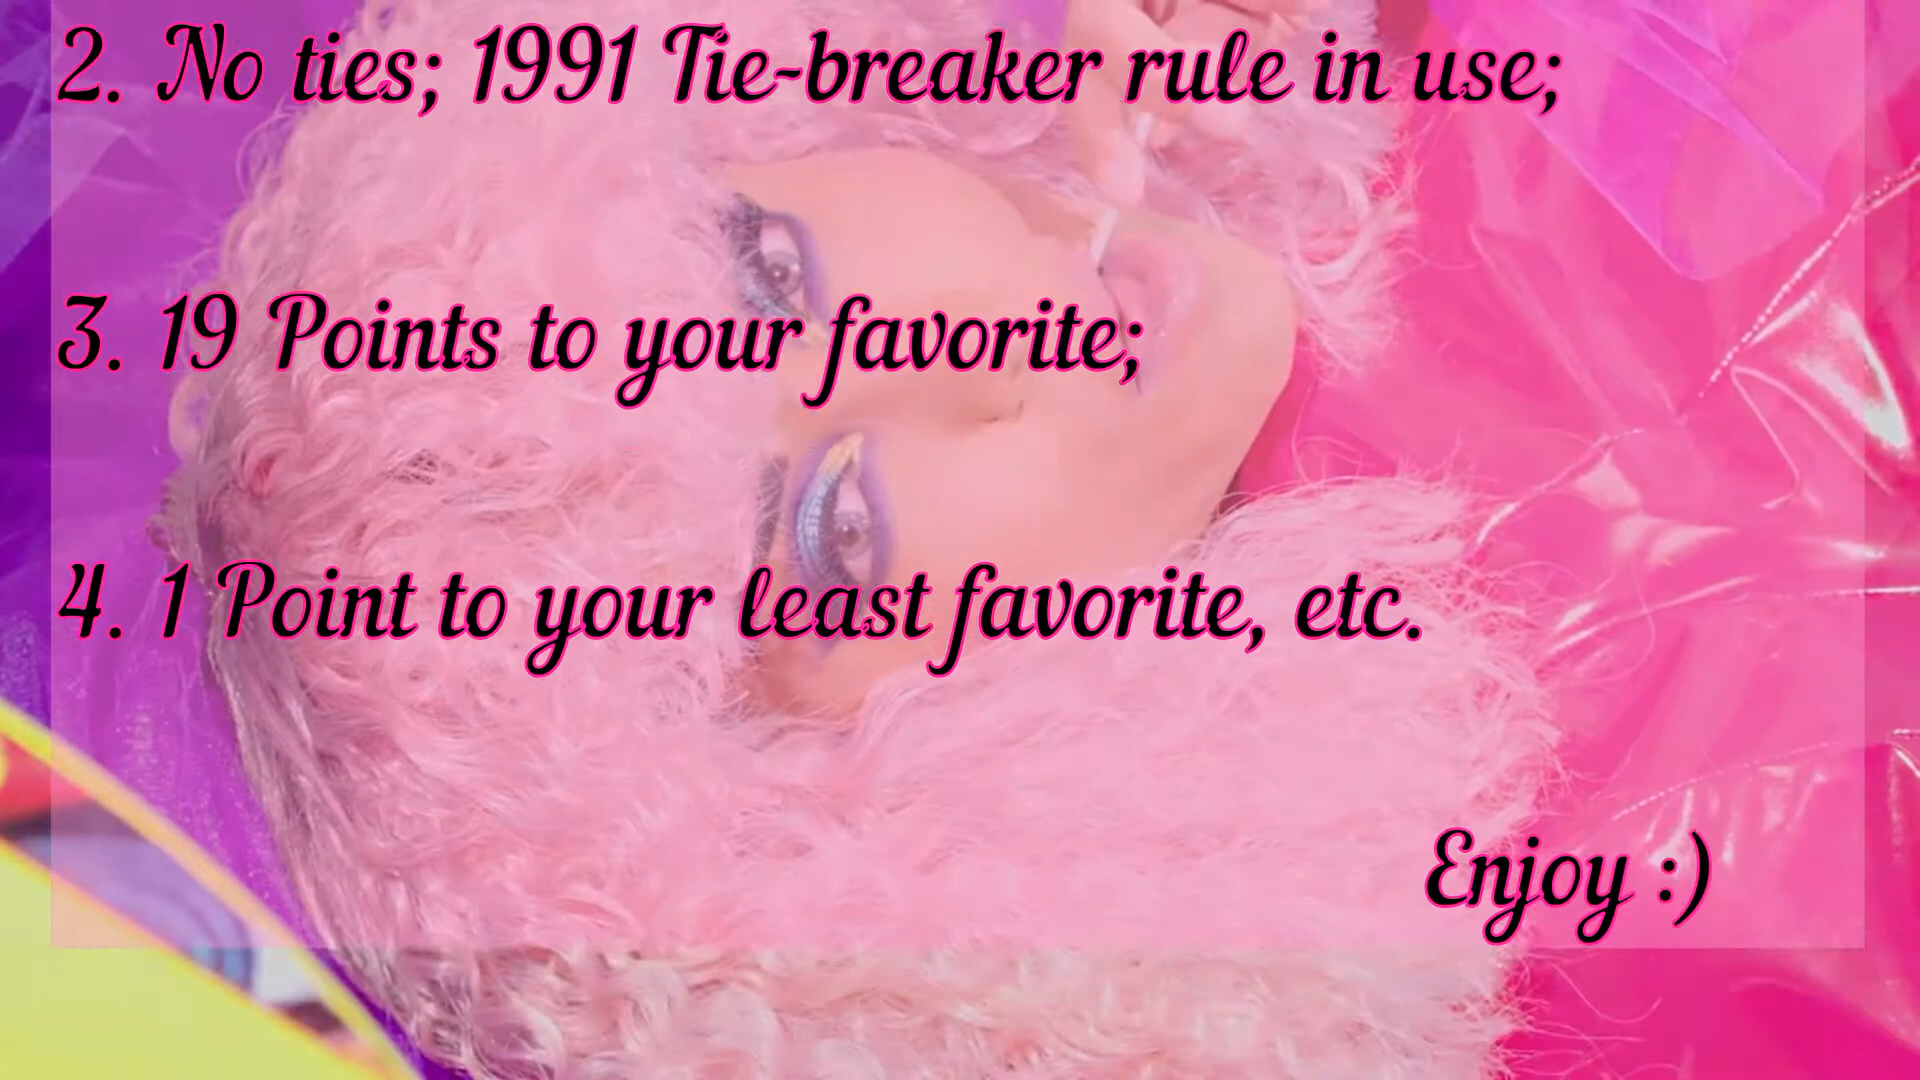 2. No ties; 1991 Tie-breaker rule in use;
3. 19 Points to your favorite;
4. 1 Point to your least favorite, etc.
Enjoy :)